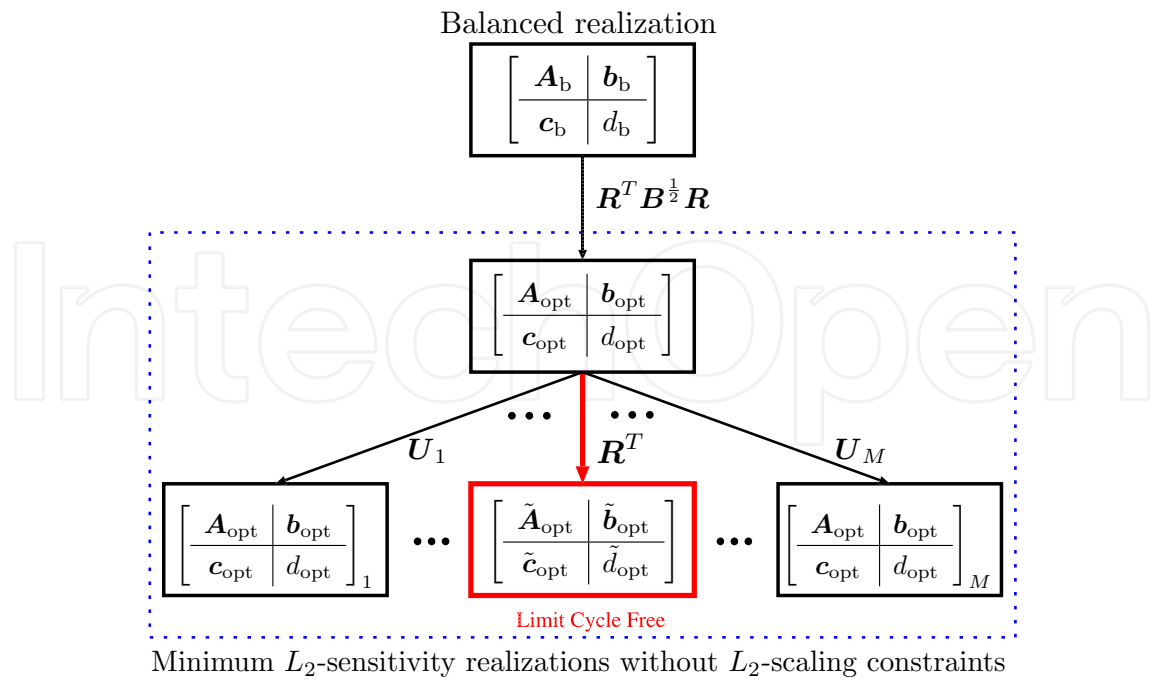 Balanced realization
A_b b_b
c_b d_b
R^T B^{1/2} R
IntechOpen
A_opt b_opt
c_opt d_opt
... ...
U_1 R^T U_M
[A_opt b_opt ... [Ã_opt b̃_opt] ... [A_opt b_opt
c_opt d_opt]_1 [c̃_opt d̃_opt] c_opt d_opt]_M
Limit Cycle Free
Minimum L_2-sensitivity realizations without L_2-scaling constraints